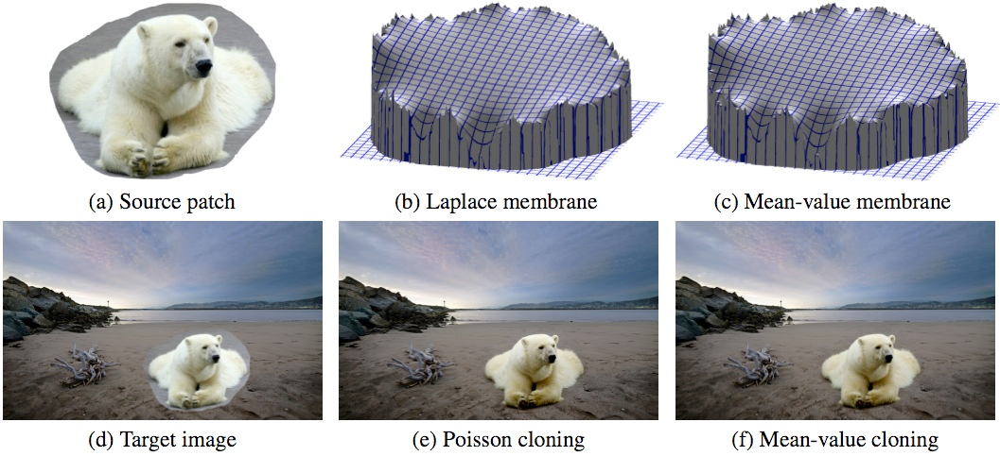 (a) Source patch
(b) Laplace membrane
(c) Mean-value membrane
(d) Target image
(e) Poisson cloning
(f) Mean-value cloning